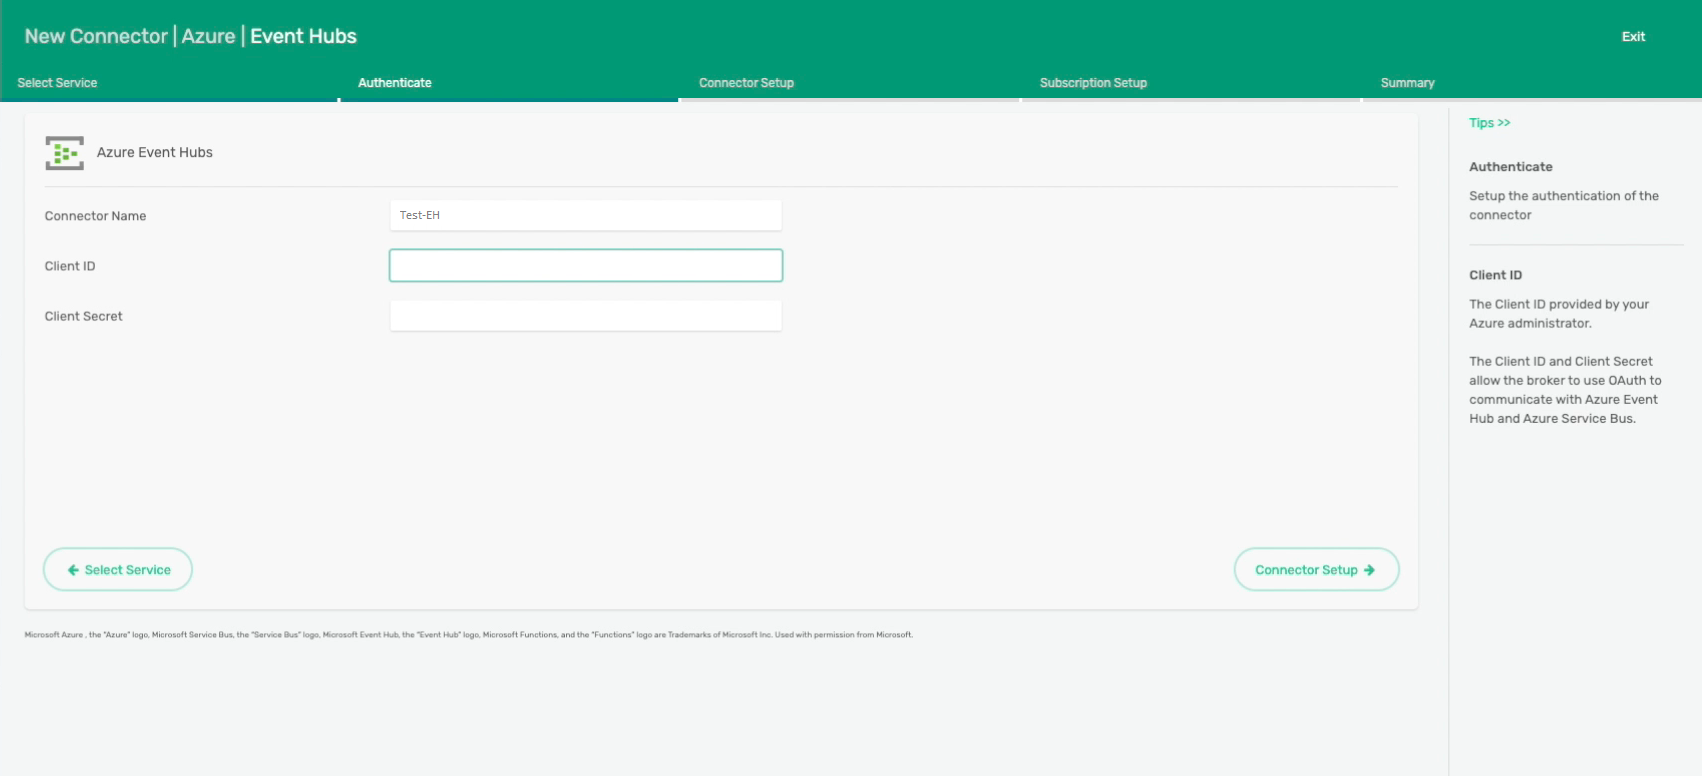 New Connector | Azure | Event Hubs
Exit
Select Service
Authenticate
Connector Setup
Subscription Setup
Summary
Azure Event Hubs
Connector Name
Test-EH
Client ID
Client Secret
← Select Service
Connector Setup →
Microsoft Azure , the "Azure" logo, Microsoft Service Bus, the "Service Bus" logo, Microsoft Event Hub, the "Event Hub" logo, Microsoft Functions, and the "Functions" logo are Trademarks of Microsoft Inc. Used with permission from Microsoft.
Tips >>
Authenticate
Setup the authentication of the
connector
Client ID
The Client ID provided by your
Azure administrator.
The Client ID and Client Secret
allow the broker to use OAuth to
communicate with Azure Event
Hub and Azure Service Bus.